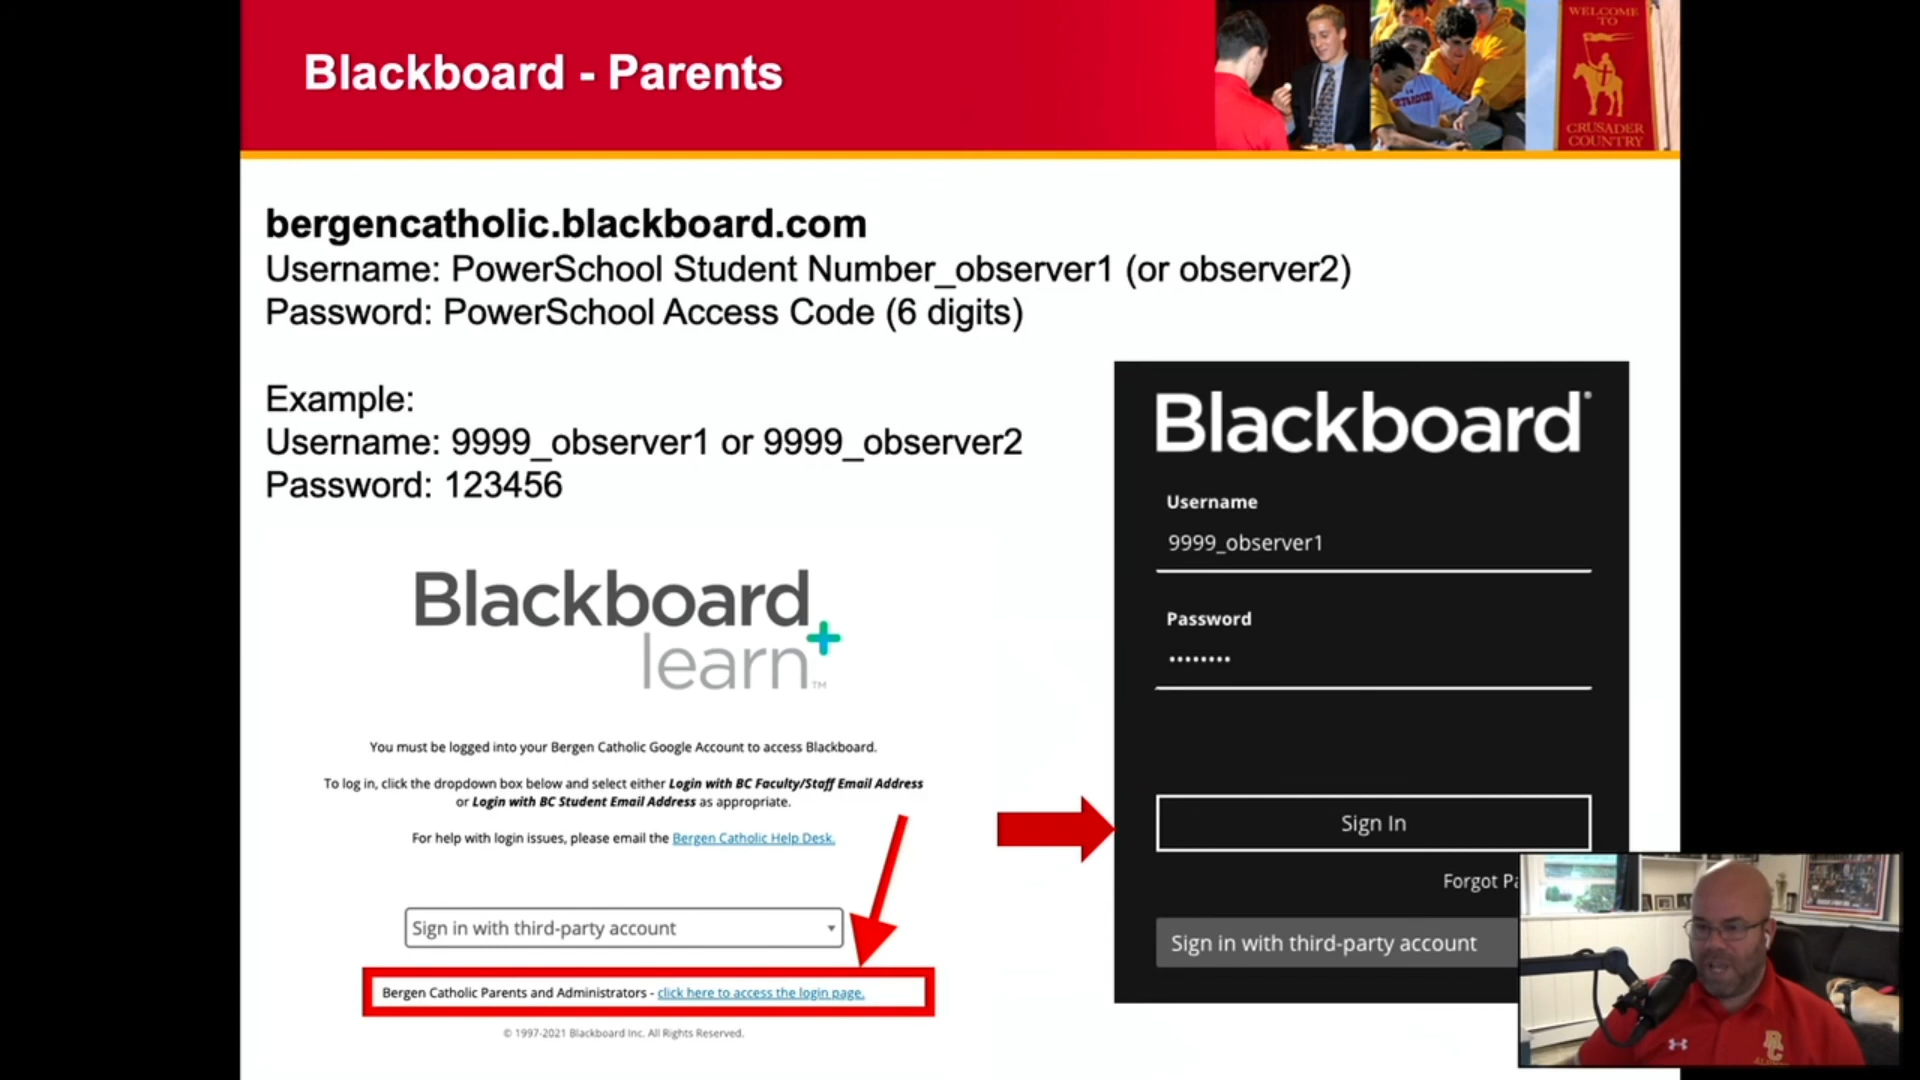 Blackboard - Parents
WELCOME
TO
CRUSADER
COUNTRY
bergencatholic.blackboard.com
Username: PowerSchool Student Number_observer1 (or observer2)
Password: PowerSchool Access Code (6 digits)
Example:
Username: 9999_observer1 or 9999_observer2
Password: 123456
Blackboard
learn™
You must be logged into your Bergen Catholic Google Account to access Blackboard.
To log in, click the dropdown box below and select either Login with BC Faculty/Staff Email Address
or Login with BC Student Email Address as appropriate.
For help with login issues, please email the Bergen Catholic Help Desk.
Sign in with third-party account
Bergen Catholic Parents and Administrators - click here to access the login page.
© 1997-2021 Blackboard Inc. All Rights Reserved.
Blackboard
Username
9999_observer1
Password
••••••••
Sign In
Forgot Pa
Sign in with third-party account
BC